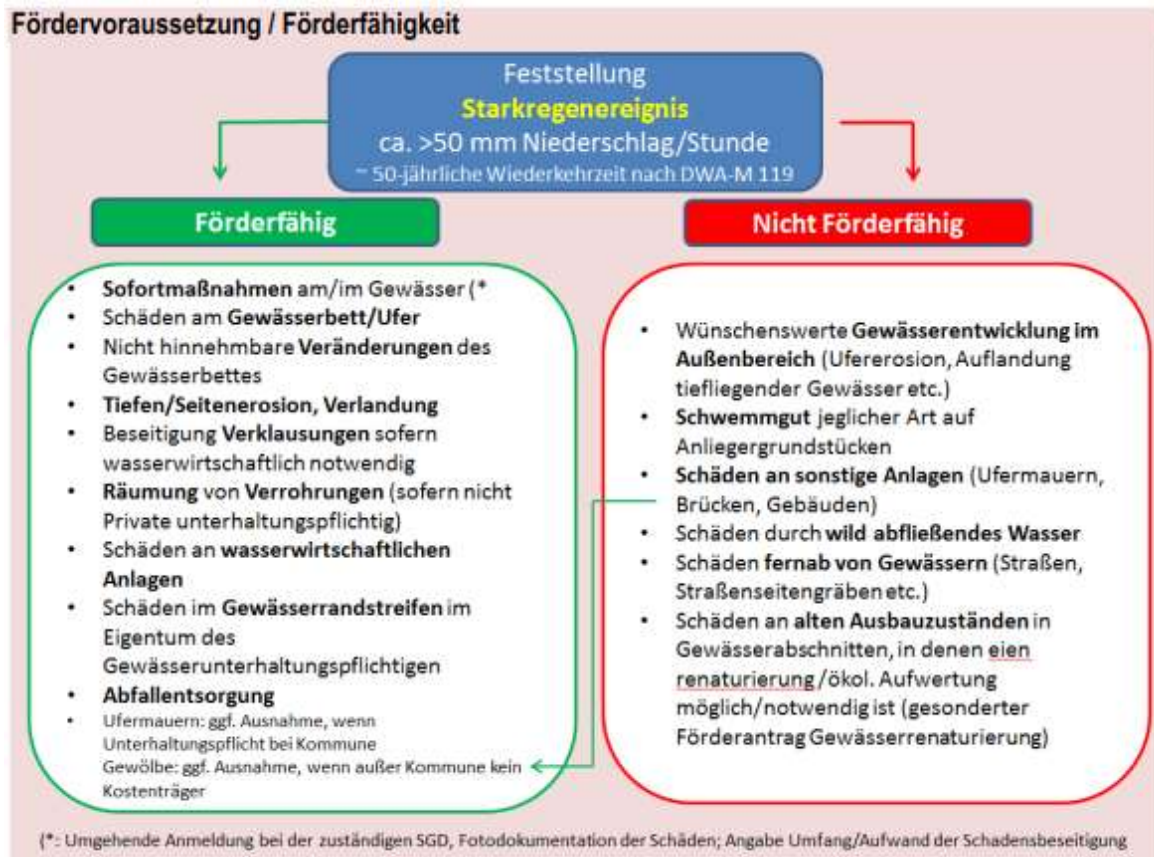 Fördervoraussetzung / Förderfähigkeit
Feststellung
Starkregenereignis
ca. >50 mm Niederschlag/Stunde
~ 50-jährliche Wiederkehrzeit nach DWA-M 119
Förderfähig
• Sofortmaßnahmen am/im Gewässer (*
• Schäden am Gewässerbett/Ufer
• Nicht hinnehmbare Veränderungen des
Gewässerbettes
• Tiefen/Seitenerosion, Verlandung
• Beseitigung Verklausungen sofern
wasserwirtschaftlich notwendig
• Räumung von Verrohrungen (sofern nicht
Private unterhaltungspflichtig)
• Schäden an wasserwirtschaftlichen
Anlagen
• Schäden im Gewässerrandstreifen im
Eigentum des
Gewässerunterhaltungspflichtigen
• Abfallentsorgung
• Ufermauern: ggf. Ausnahme, wenn
Unterhaltungspflicht bei Kommune
Gewölbe: ggf. Ausnahme, wenn außer Kommune kein
Kostenträger
Nicht Förderfähig
• Wünschenswerte Gewässerentwicklung im
Außenbereich (Ufererosion, Auflandung
tiefliegender Gewässer etc.)
• Schwemmgut jeglicher Art auf
Anliegergrundstücken
• Schäden an sonstige Anlagen (Ufermauern,
Brücken, Gebäuden)
• Schäden durch wild abfließendes Wasser
• Schäden fernab von Gewässern (Straßen,
Straßenseitengräben etc.)
• Schäden an alten Ausbauzuständen in
Gewässerabschnitten, in denen eien
renaturierung/ökol. Aufwertung
möglich/notwendig ist (gesonderter
Förderantrag Gewässerrenaturierung)
(*: Umgehende Anmeldung bei der zuständigen SGD, Fotodokumentation der Schäden; Angabe Umfang/Aufwand der Schadensbeseitigung